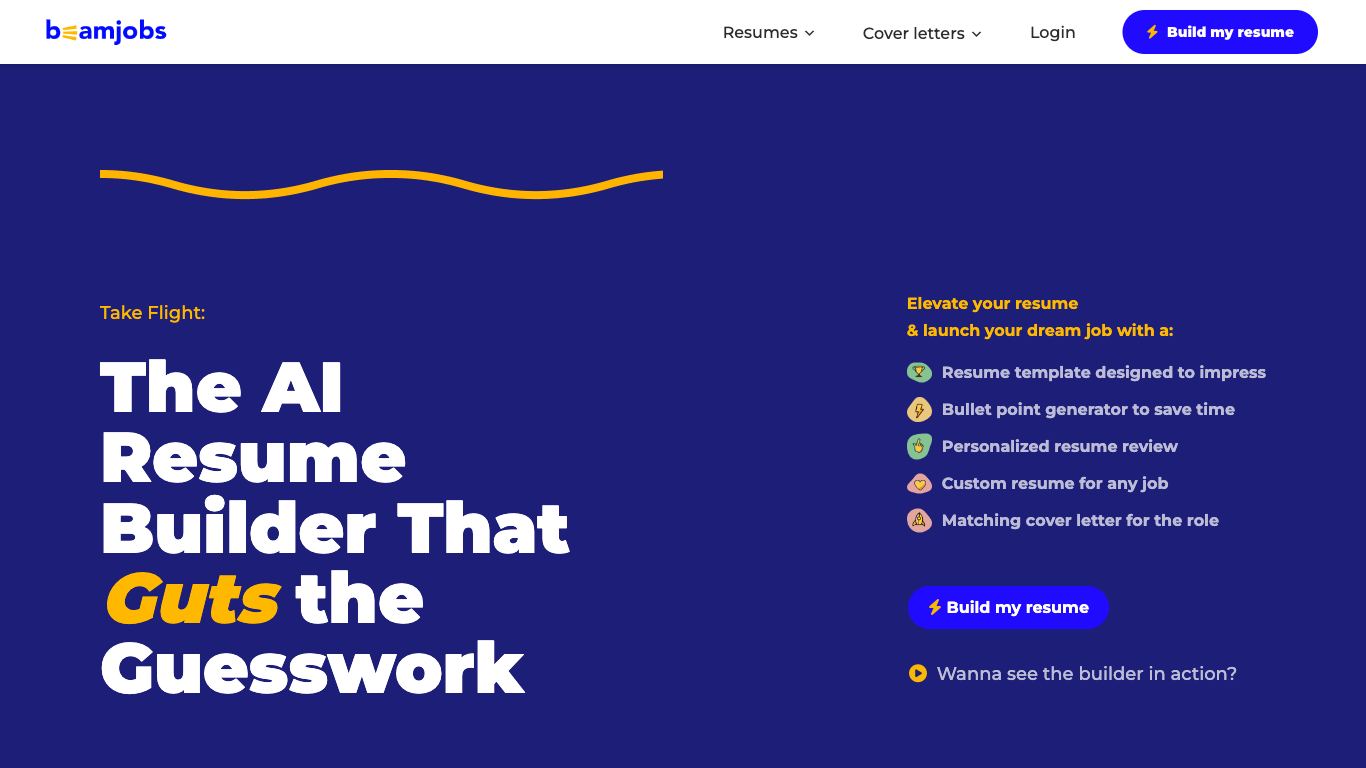 beamjobs
Resumes
Cover letters
Login
Build my resume
Take Flight:
The AI
Resume
Builder That
Guts the
Guesswork
Elevate your resume
& launch your dream job with a:
Resume template designed to impress
Bullet point generator to save time
Personalized resume review
Custom resume for any job
Matching cover letter for the role
Build my resume
Wanna see the builder in action?